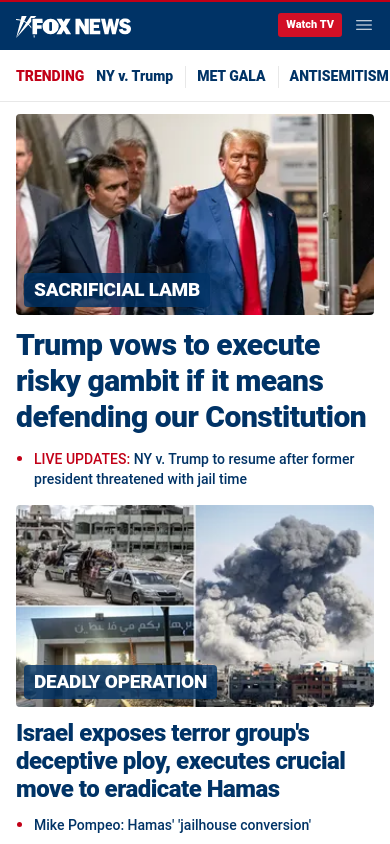 FOX NEWS
Watch TV
TRENDING NY v. Trump MET GALA ANTISEMITISM
SACRIFICIAL LAMB
Trump vows to execute
risky gambit if it means
defending our Constitution
LIVE UPDATES: NY v. Trump to resume after former
president threatened with jail time
بكم في
DEADLY OPERATION
Israel exposes terror group's
deceptive ploy, executes crucial
move to eradicate Hamas
Mike Pompeo: Hamas' 'jailhouse conversion'